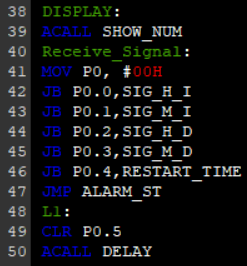 38 DISPLAY:
39 ACALL SHOW_NUM
40 Receive_Signal:
41 MOV P0, #00H
42 JB P0.0,SIG_H_I
43 JB P0.1,SIG_M_I
44 JB P0.2,SIG_H_D
45 JB P0.3,SIG_M_D
46 JB P0.4,RESTART_TIME
47 JMP ALARM_ST
48 L1:
49 CLR P0.5
50 ACALL DELAY